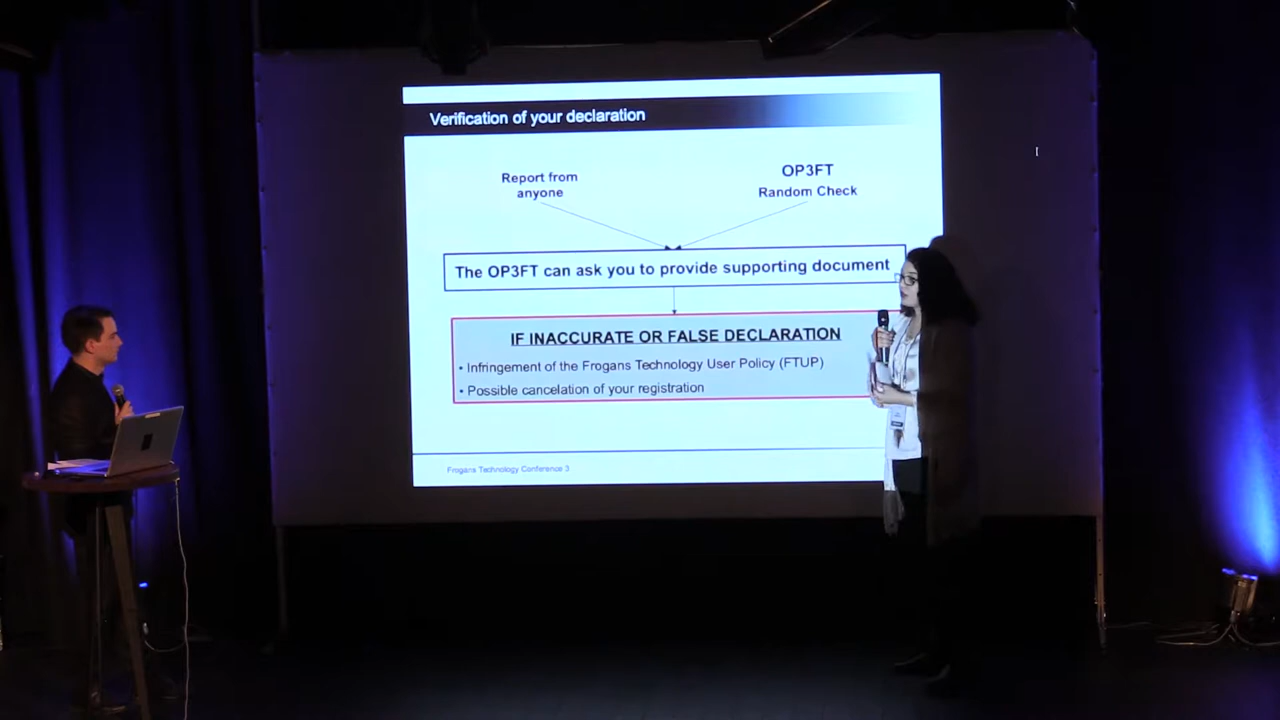 Verification of your declaration
Report from
anyone
OP3FT
Random Check
The OP3FT can ask you to provide supporting document
IF INACCURATE OR FALSE DECLARATION
• Infringement of the Frogans Technology User Policy (FTUP)
• Possible cancelation of your registration
Frogans Technology Conference 3